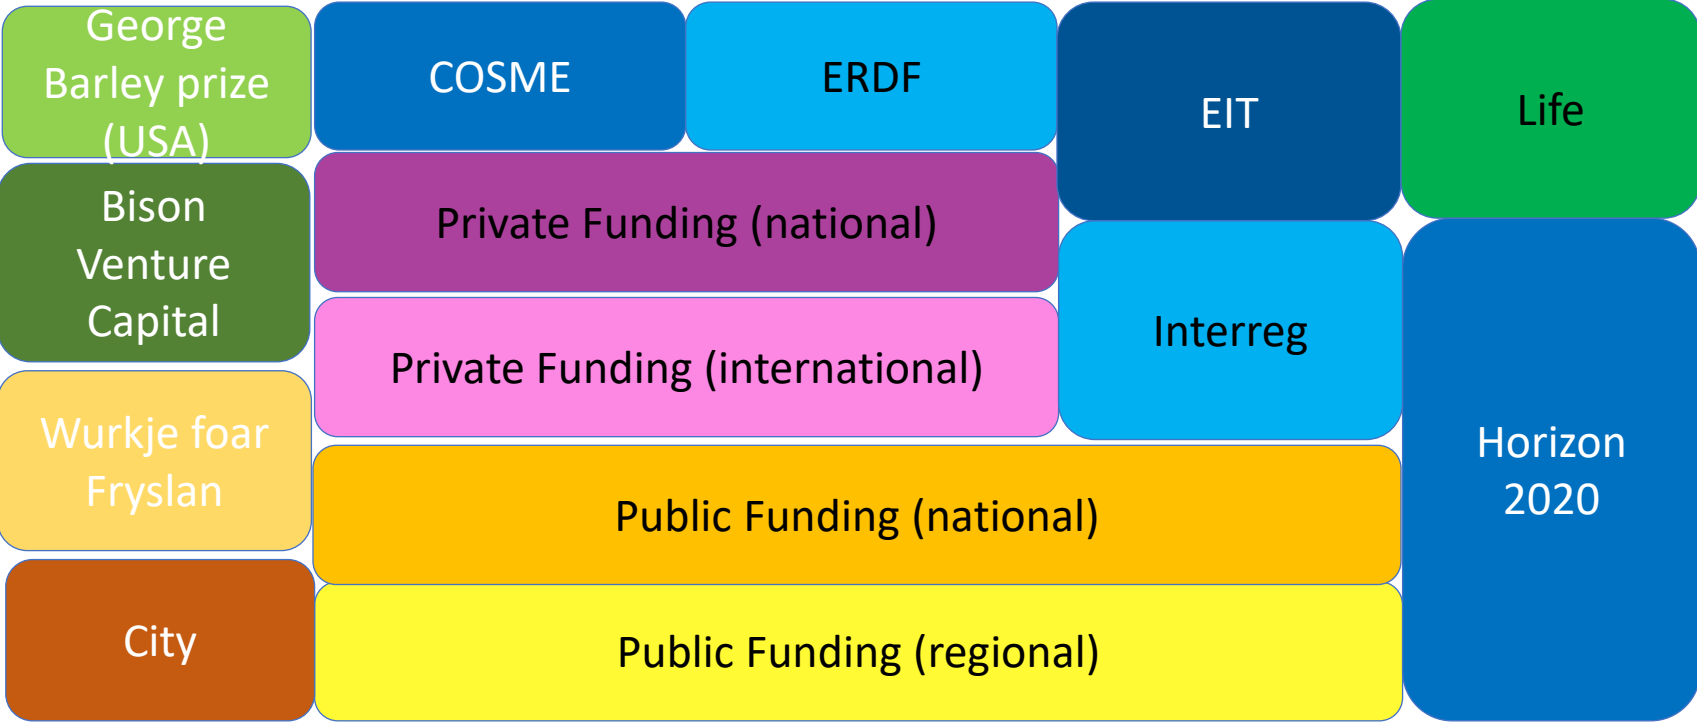 George
Barley prize
(USA)
COSME
ERDF
EIT
Life
Bison
Venture
Capital
Private Funding (national)
Private Funding (international)
Interreg
Wurkje foar
Fryslan
Public Funding (national)
Horizon
2020
City
Public Funding (regional)